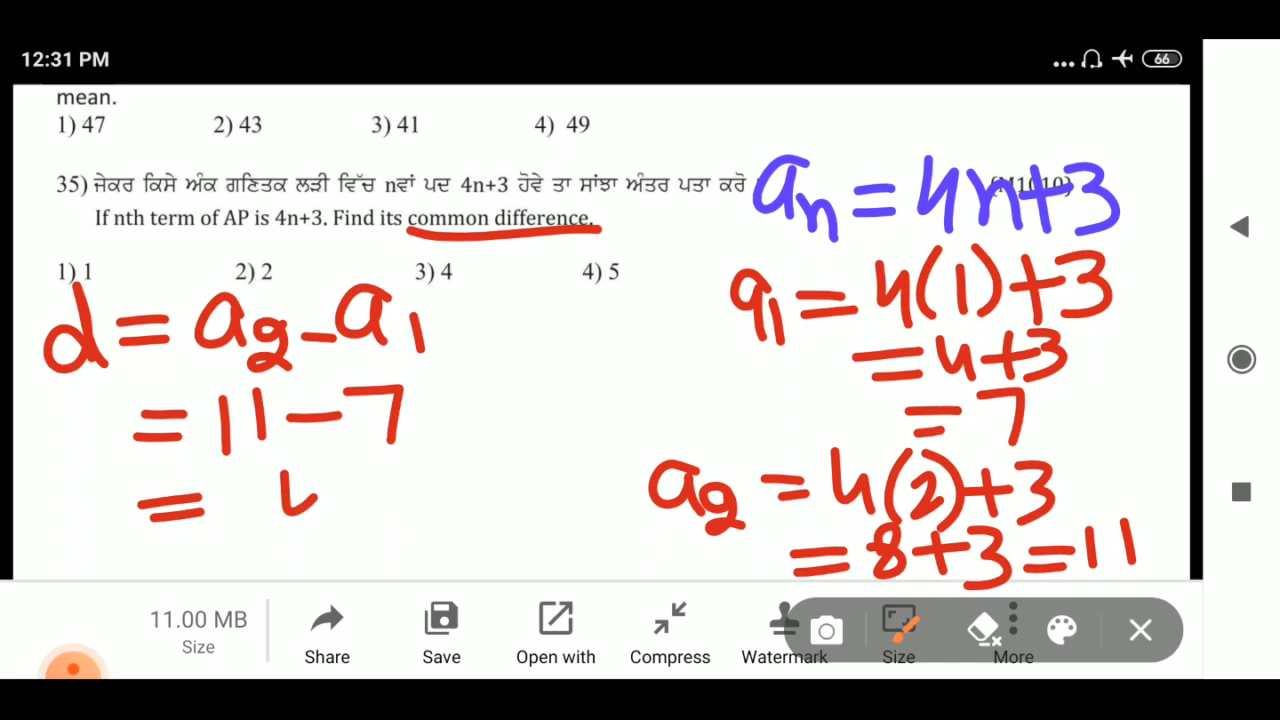 12:31 PM
66
mean.
1) 47 2) 43 3) 41 4) 49
35) ਜੇਕਰ ਕਿਸੇ ਅੰਕ ਗਣਿਤਕ ਲੜੀ ਵਿੱਚ nਵਾਂ ਪਦ 4n+3 ਹੋਵੇ ਤਾ ਸਾਂਝਾ ਅੰਤਰ ਪਤਾ ਕਰੋ (M1010)
If nth term of AP is 4n+3. Find its common difference.
1) 1 2) 2 3) 4 4) 5
an = 4n+3
a1 = 4(1)+3
= 4+3
= 7
a2 = 4(2)+3
= 8+3 = 11
d = a2 - a1
= 11 - 7
=
11.00 MB
Size
Share Save Open with Compress Watermark Size More